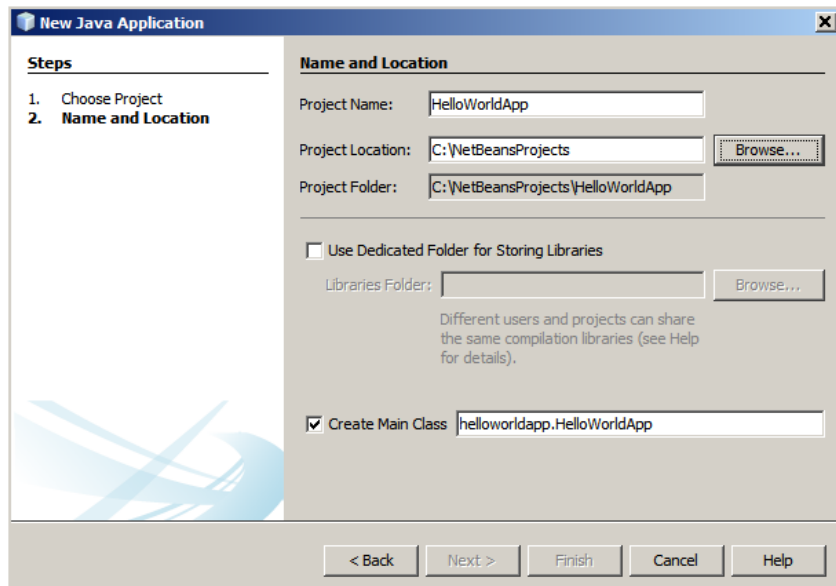 New Java Application
Steps
1. Choose Project
2. Name and Location
Name and Location
Project Name: HelloWorldApp
Project Location: C:\NetBeansProjects Browse...
Project Folder: C:\NetBeansProjects\HelloWorldApp
Use Dedicated Folder for Storing Libraries
Libraries Folder: Browse...
Different users and projects can share
the same compilation libraries (see Help
for details).
Create Main Class helloworldapp.HelloWorldApp
< Back Next > Finish Cancel Help